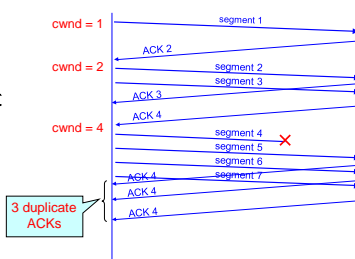 cwnd = 1
segment 1
ACK 2
cwnd = 2
segment 2
segment 3
ACK 3
ACK 4
cwnd = 4
segment 4
segment 5
segment 6
segment 7
ACK 4
ACK 4
ACK 4
3 duplicate
ACKs